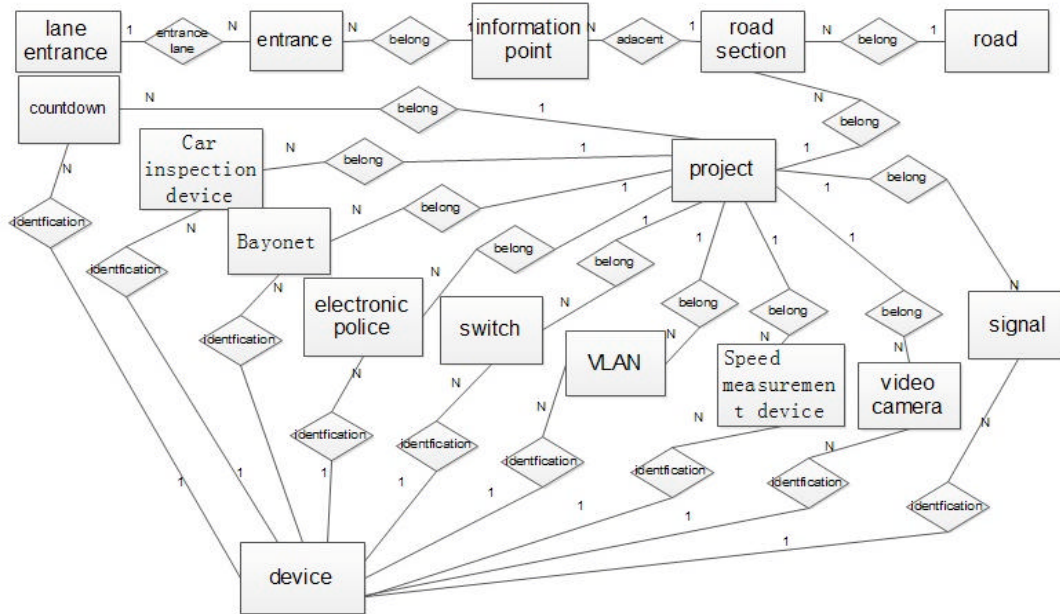 lane
entrance
1
entrance
lane
N
entrance
N
belong
1
information
point
N
adacent
1
road
section
N
belong
1
road
countdown
N
belong
1
N
belong
1
Car
inspection
device
N
belong
1
project
1
belong
N
identfication
N
identfication
Bayonet
N
belong
1
N
identfication
electronic
police
N
belong
1
switch
N
belong
1
VLAN
N
belong
1
Speed
measuremen
t device
N
belong
1
video
camera
N
belong
1
signal
N
N
identfication
1
N
identfication
1
N
identfication
1
N
identfication
1
N
identfication
1
N
identfication
1
1
1
device